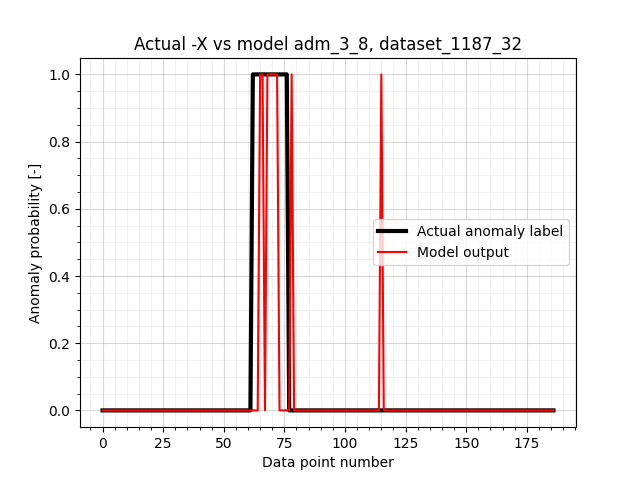 Actual -X vs model adm_3_8, dataset_1187_32
1.0
0.8
0.6
0.4
0.2
0.0
Anomaly probability [-]
Actual anomaly label
Model output
0 25 50 75 100 125 150 175
Data point number